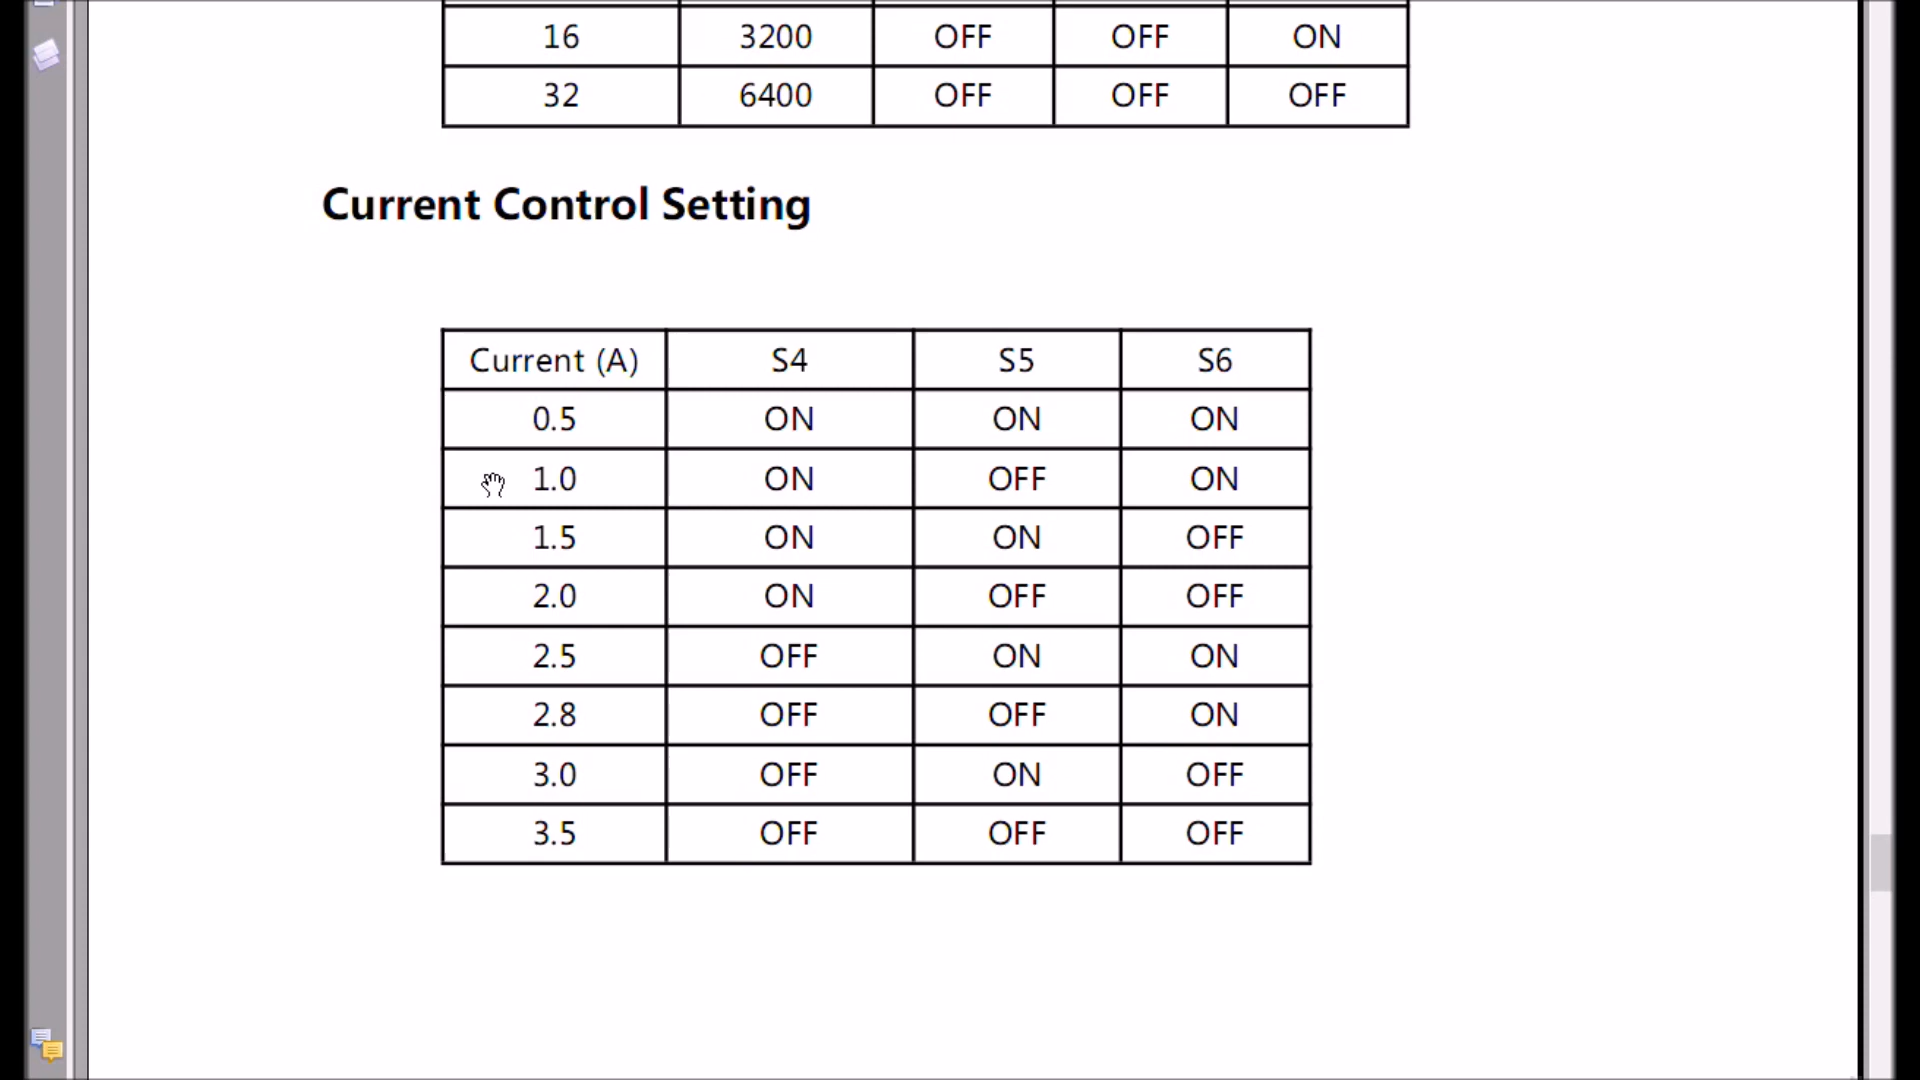 16 3200 OFF OFF ON
32 6400 OFF OFF OFF
Current Control Setting
Current (A) S4 S5 S6
0.5 ON ON ON
1.0 ON OFF ON
1.5 ON ON OFF
2.0 ON OFF OFF
2.5 OFF ON ON
2.8 OFF OFF ON
3.0 OFF ON OFF
3.5 OFF OFF OFF